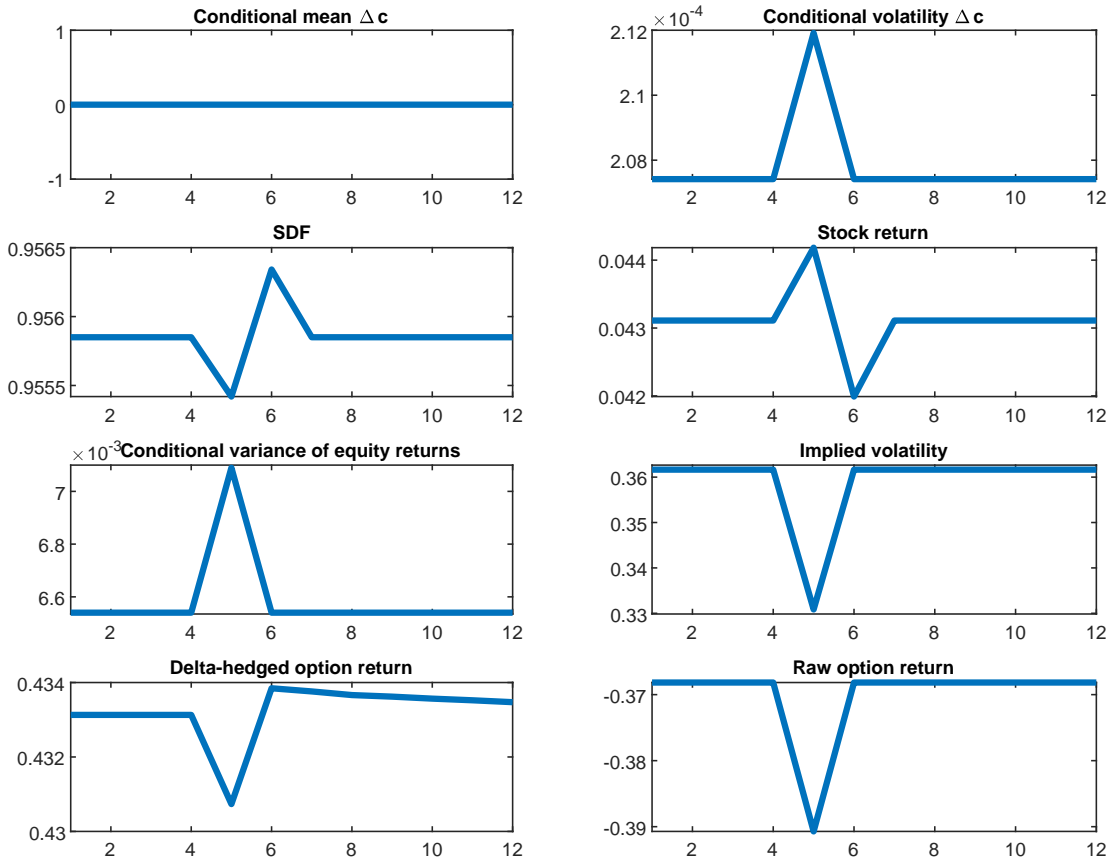 Conditional mean Δ c
1
0
-1
2 4 6 8 10 12
Conditional volatility Δ c
×10-4
2.12
2.1
2.08
2 4 6 8 10 12
SDF
0.9565
0.956
0.9555
2 4 6 8 10 12
Stock return
0.044
0.043
0.042
2 4 6 8 10 12
Conditional variance of equity returns
×10-3
7
6.8
6.6
2 4 6 8 10 12
Implied volatility
0.36
0.35
0.34
0.33
2 4 6 8 10 12
Delta-hedged option return
0.434
0.432
0.43
2 4 6 8 10 12
Raw option return
-0.37
-0.38
-0.39
2 4 6 8 10 12